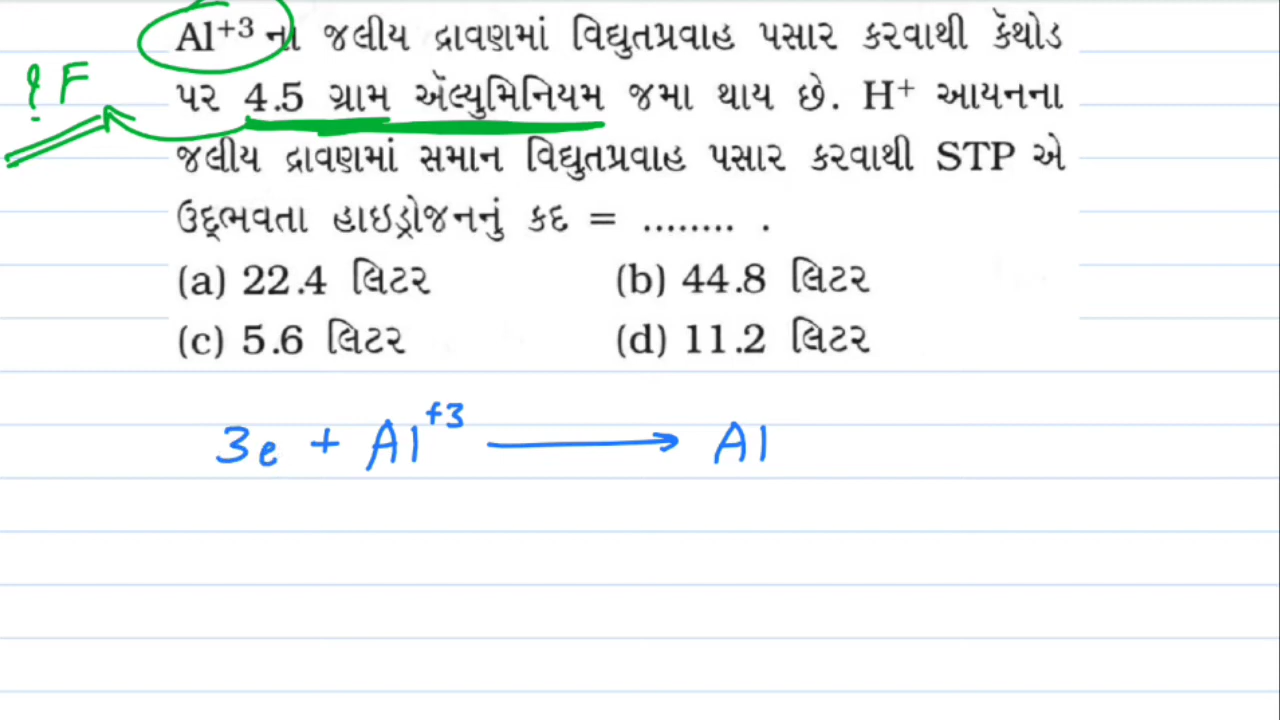 Al+3 ના જલીય દ્રાવણમાં વિદ્યુતપ્રવાહ પસાર કરવાથી કૅથોડ
? F
પર 4.5 ગ્રામ ઍલ્યુમિનિયમ જમા થાય છે. H+ આયનના
જલીય દ્રાવણમાં સમાન વિદ્યુતપ્રવાહ પસાર કરવાથી STP એ
ઉદ્ભવતા હાઇડ્રોજનનું કદ = ........ .
(a) 22.4 લિટર (b) 44.8 લિટર
(c) 5.6 લિટર (d) 11.2 લિટર
3e + Al+3 → Al